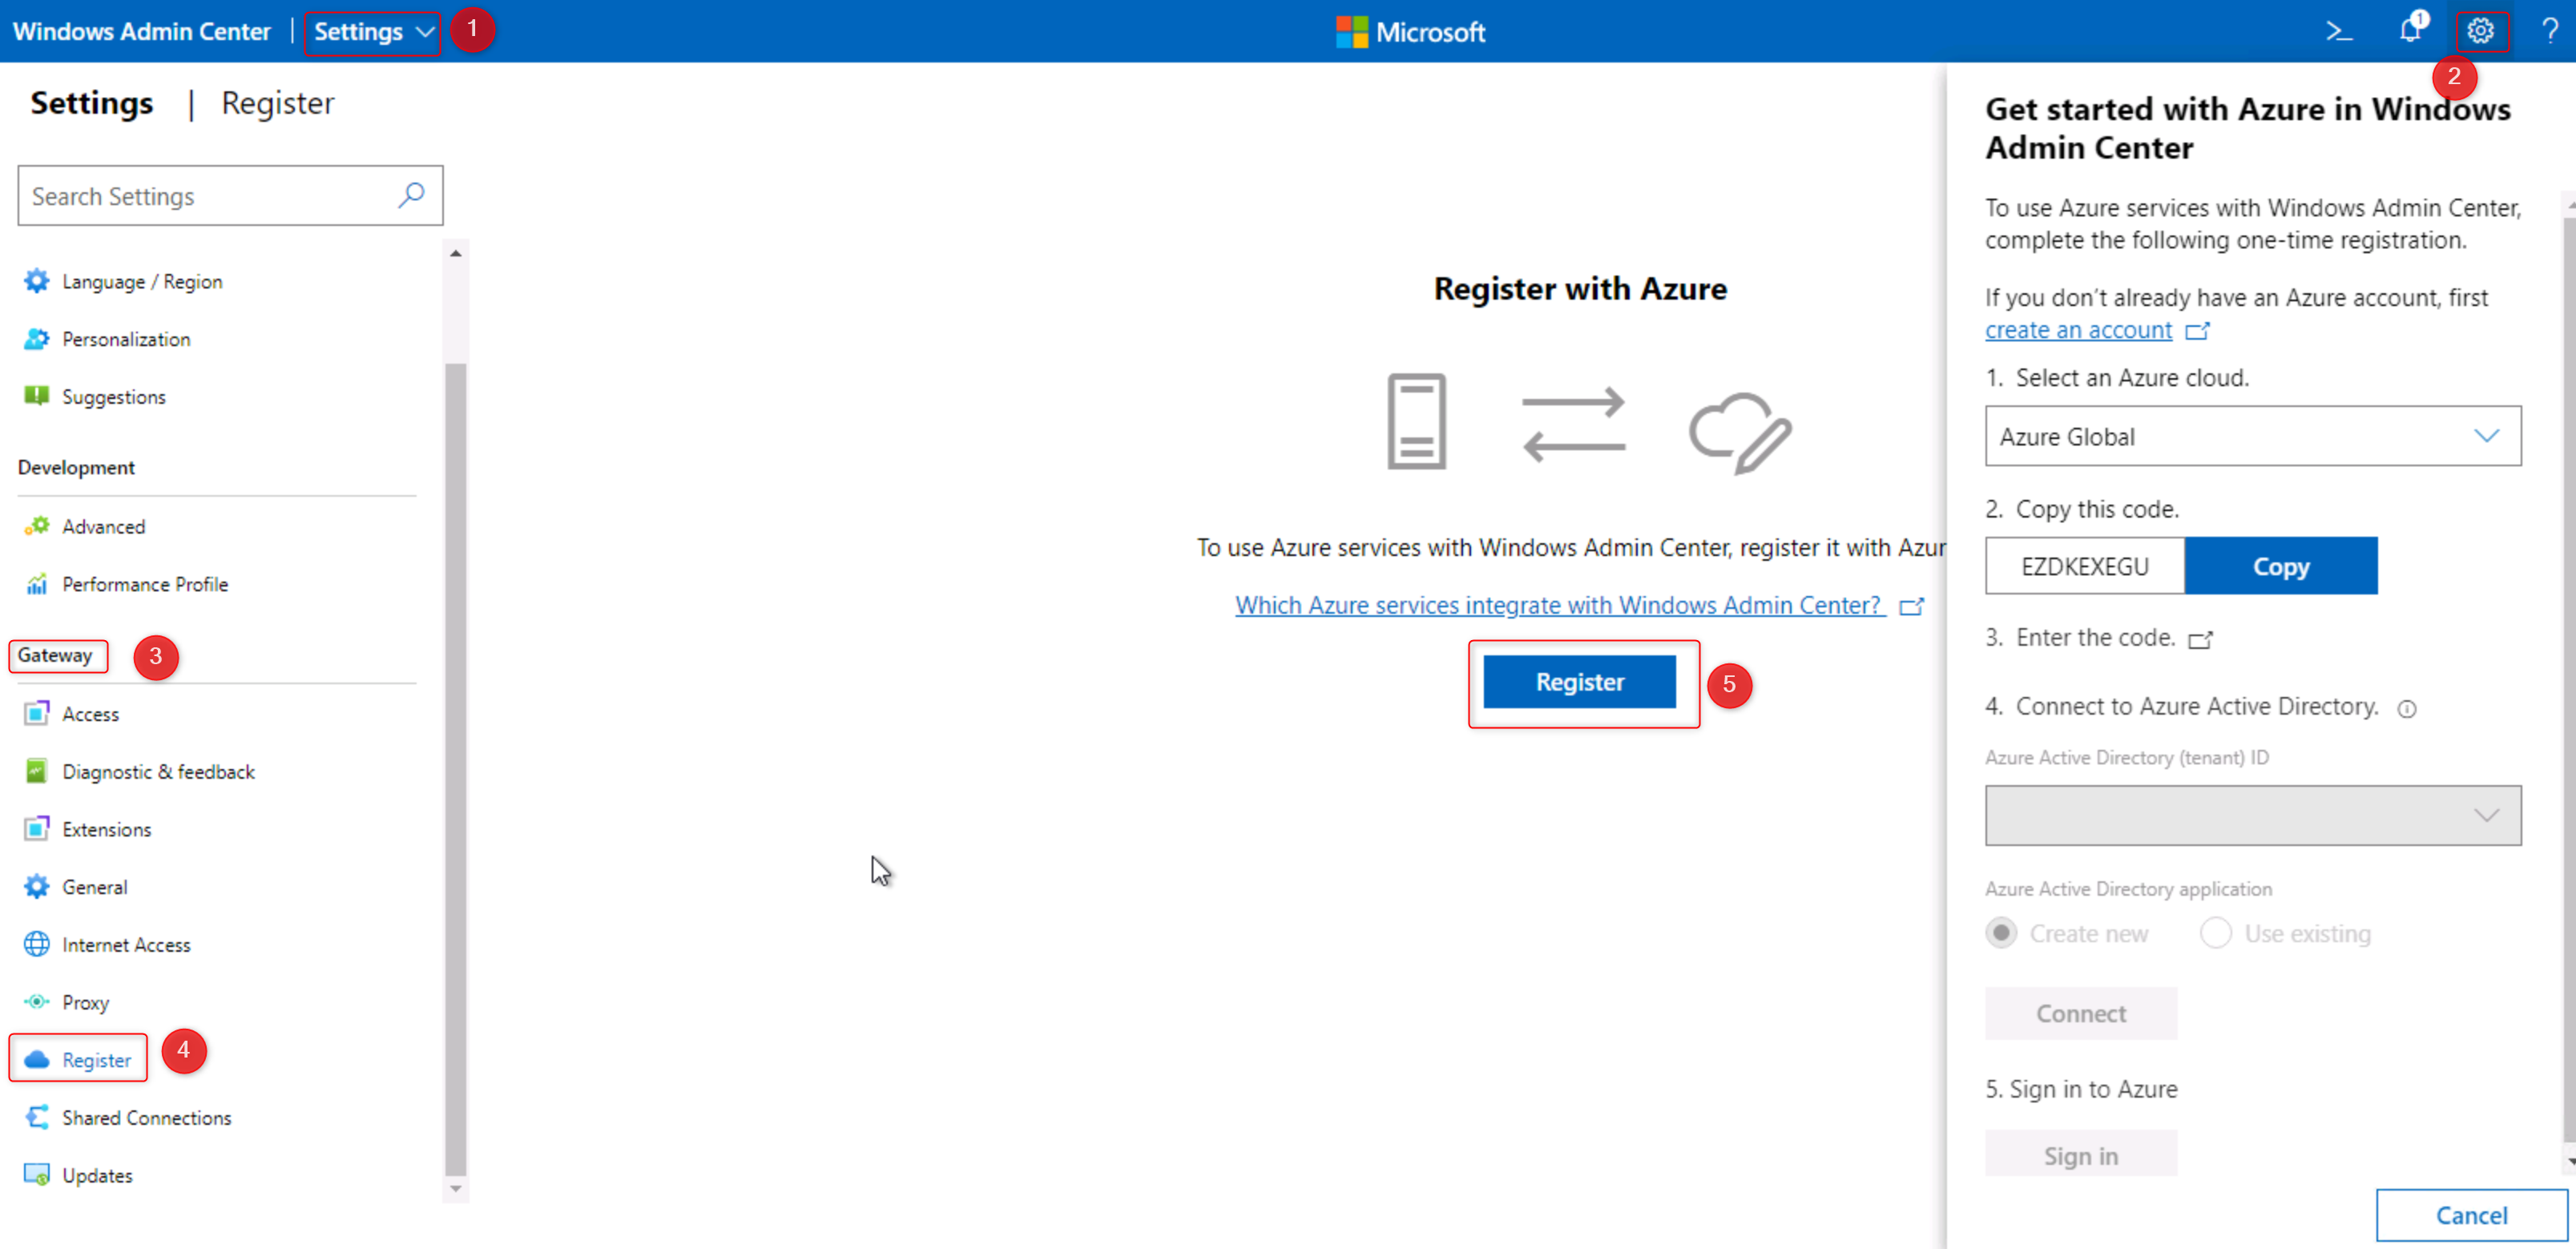 Windows Admin Center | Settings 1
Microsoft
1
2
Settings | Register
Search Settings
Language / Region
Personalization
Suggestions
Development
Advanced
Performance Profile
Gateway 3
Access
Diagnostic & feedback
Extensions
General
Internet Access
Proxy
Register 4
Shared Connections
Updates
Register with Azure
To use Azure services with Windows Admin Center, register it with Azur
Which Azure services integrate with Windows Admin Center?
Register 5
Get started with Azure in Windows
Admin Center
To use Azure services with Windows Admin Center,
complete the following one-time registration.
If you don't already have an Azure account, first
create an account
1. Select an Azure cloud.
Azure Global
2. Copy this code.
EZDKEXEGU Copy
3. Enter the code.
4. Connect to Azure Active Directory.
Azure Active Directory (tenant) ID
Azure Active Directory application
Create new Use existing
Connect
5. Sign in to Azure
Sign in
Cancel